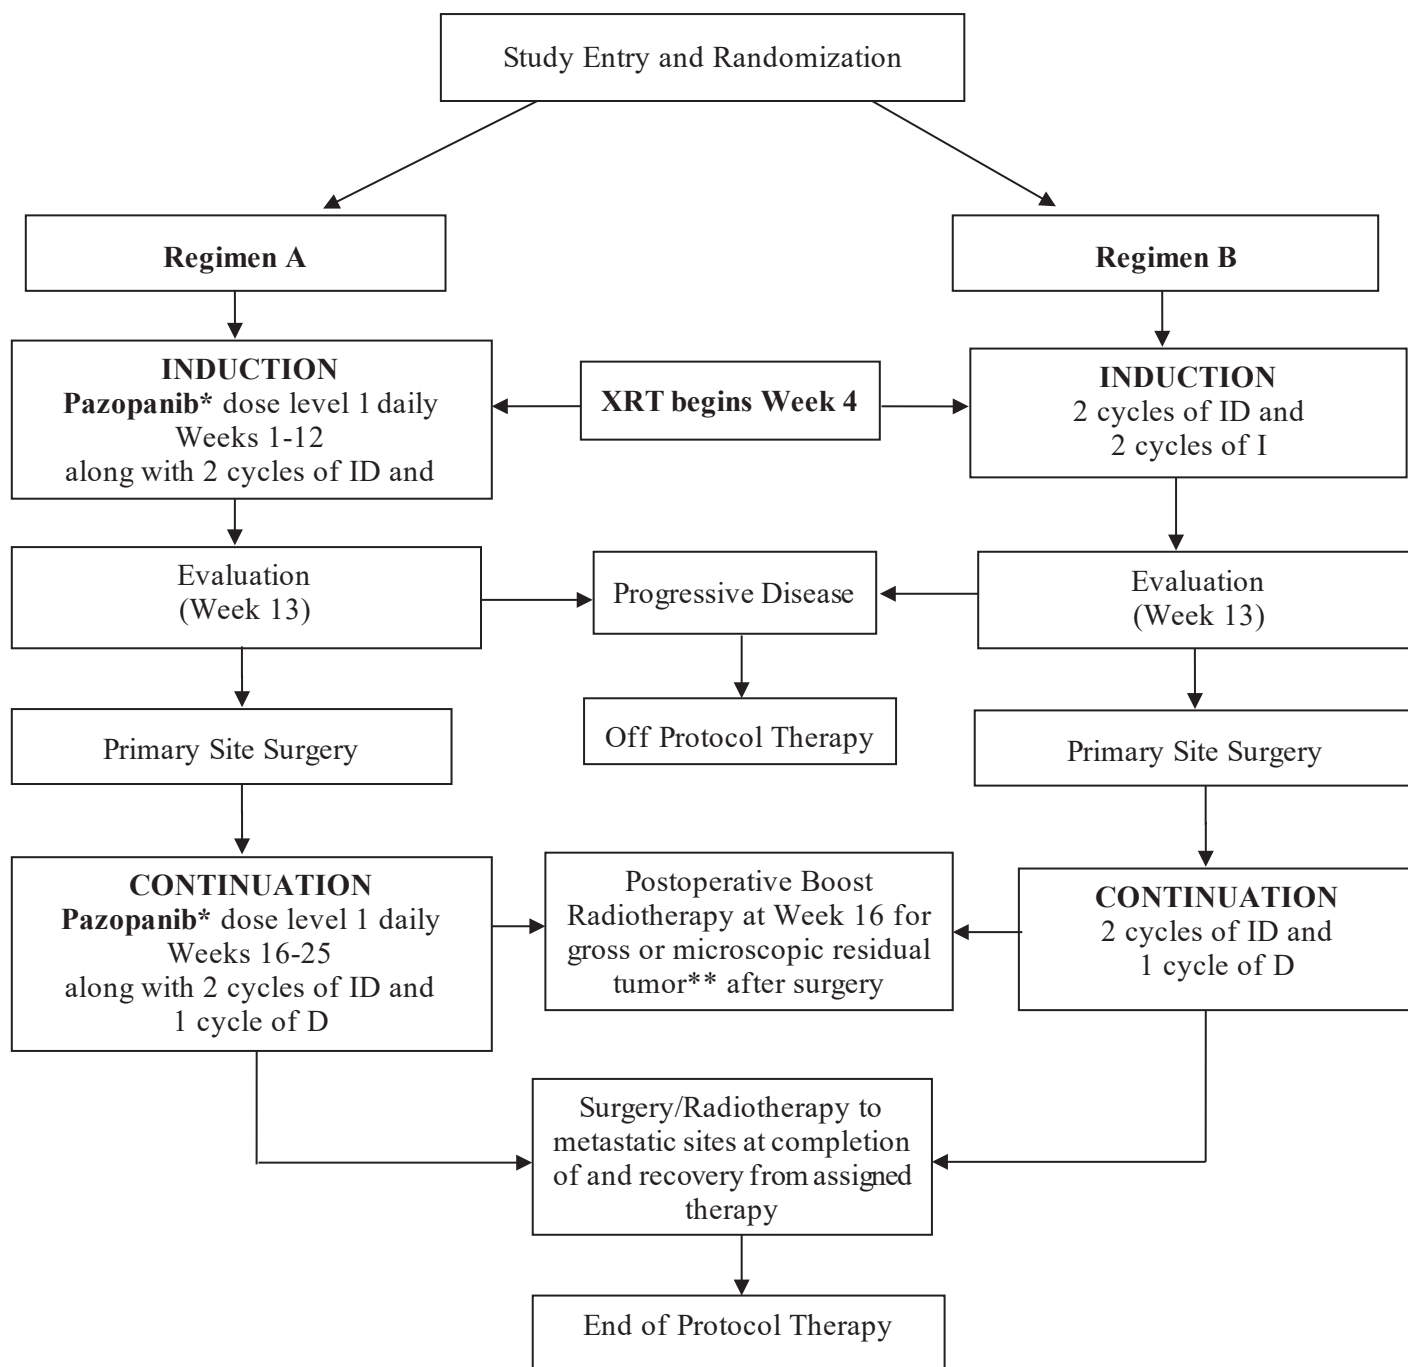 Study Entry and Randomization
Regimen A
Regimen B
INDUCTION
Pazopanib* dose level 1 daily
Weeks 1-12
along with 2 cycles of ID and
XRT begins Week 4
INDUCTION
2 cycles of ID and
2 cycles of I
Evaluation
(Week 13)
Progressive Disease
Evaluation
(Week 13)
Off Protocol Therapy
Primary Site Surgery
Primary Site Surgery
CONTINUATION
Pazopanib* dose level 1 daily
Weeks 16-25
along with 2 cycles of ID and
1 cycle of D
Postoperative Boost
Radiotherapy at Week 16 for
gross or microscopic residual
tumor** after surgery
CONTINUATION
2 cycles of ID and
1 cycle of D
Surgery/Radiotherapy to
metastatic sites at completion
of and recovery from assigned
therapy
End of Protocol Therapy